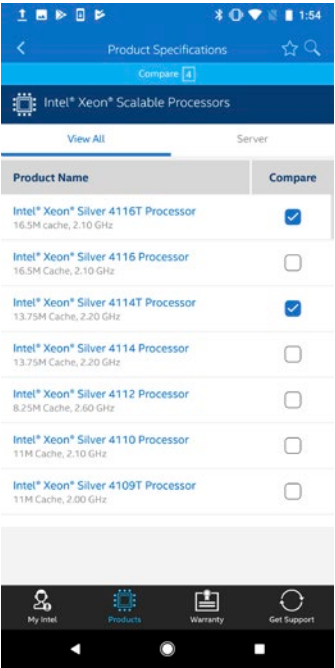 1:54
Product Specifications
Compare 4
Intel® Xeon® Scalable Processors
View All Server
Product Name Compare
Intel® Xeon® Silver 4116T Processor
16.5M cache, 2.10 GHz
Intel® Xeon® Silver 4116 Processor
16.5M Cache, 2.10 GHz
Intel® Xeon® Silver 4114T Processor
13.75M Cache, 2.20 GHz
Intel® Xeon® Silver 4114 Processor
13.75M Cache, 2.20 GHz
Intel® Xeon® Silver 4112 Processor
8.25M Cache, 2.60 GHz
Intel® Xeon® Silver 4110 Processor
11M Cache, 2.10 GHz
Intel® Xeon® Silver 4109T Processor
11M Cache, 2.00 GHz
My Intel Products Warranty Get Support